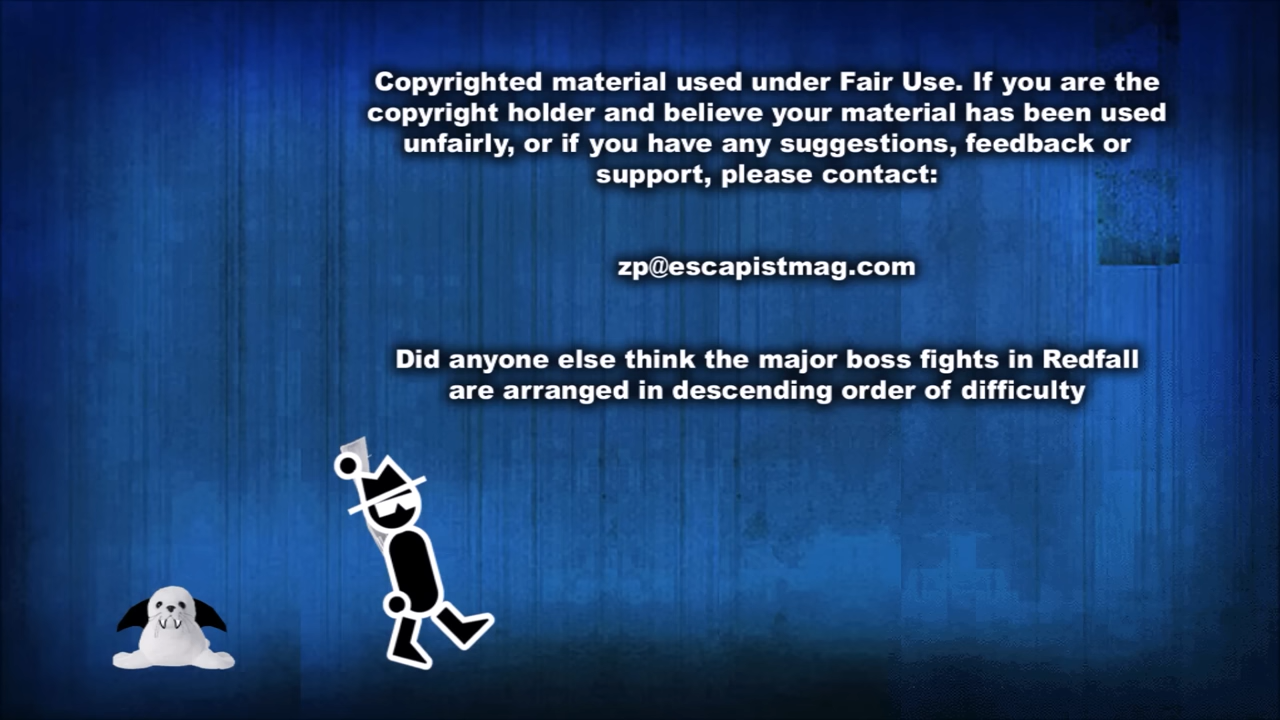 Copyrighted material used under Fair Use. If you are the
copyright holder and believe your material has been used
unfairly, or if you have any suggestions, feedback or
support, please contact:
zp@escapistmag.com
Did anyone else think the major boss fights in Redfall
are arranged in descending order of difficulty